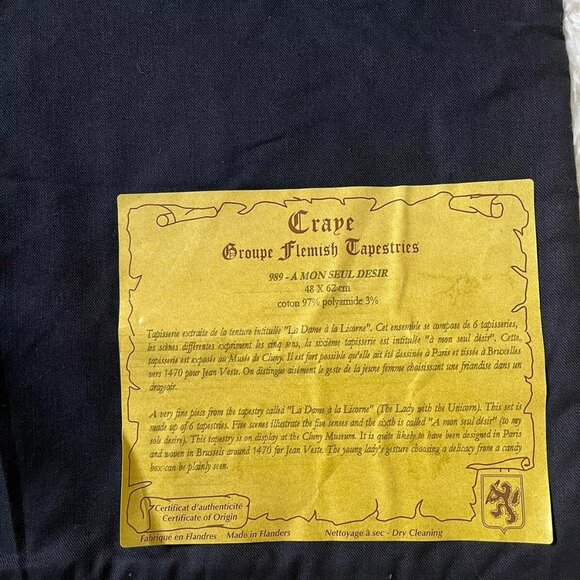 Craye
Groupe Flemish Tapestries
989 - A MON SEUL DESIR
48 X 62 cm
coton 97% polyamide 3%
Tapisserie extraite de la tenture intitulée "La Dame à la Licorne". Cet ensemble se compose de 6 tapisseries,
les scènes différentes expriment les cinq sens, la sixième tapisserie est intitulée "à mon seul désir". Cette
tapisserie est exposée au Musée de Cluny. Il est fort possible qu'elle ait été dessinée à Paris et tissée à Bruxelles
vers 1470 pour Jean Veste. On distingue aisément le geste de la jeune femme choisissant une friandise dans un
drageoir.
A very fine piece from the tapestry called "La Dame à la Licorne" (The Lady with the Unicorn). This set is
made up of 6 tapestries. Five scenes illustrate the five senses and the sixth is called "A mon seul désir" (to my
sole desire). This tapestry is on display at the Cluny Museum. It is quite likely to have been designed in Paris
and woven in Brussels around 1470 for Jean Veste. The young lady's gesture choosing a delicacy from a candy
box can be plainly seen.
Certificat d'authenticité
Certificate of Origin
Fabriqué en Flandres Made in Flanders Nettoyage à sec - Dry Cleaning